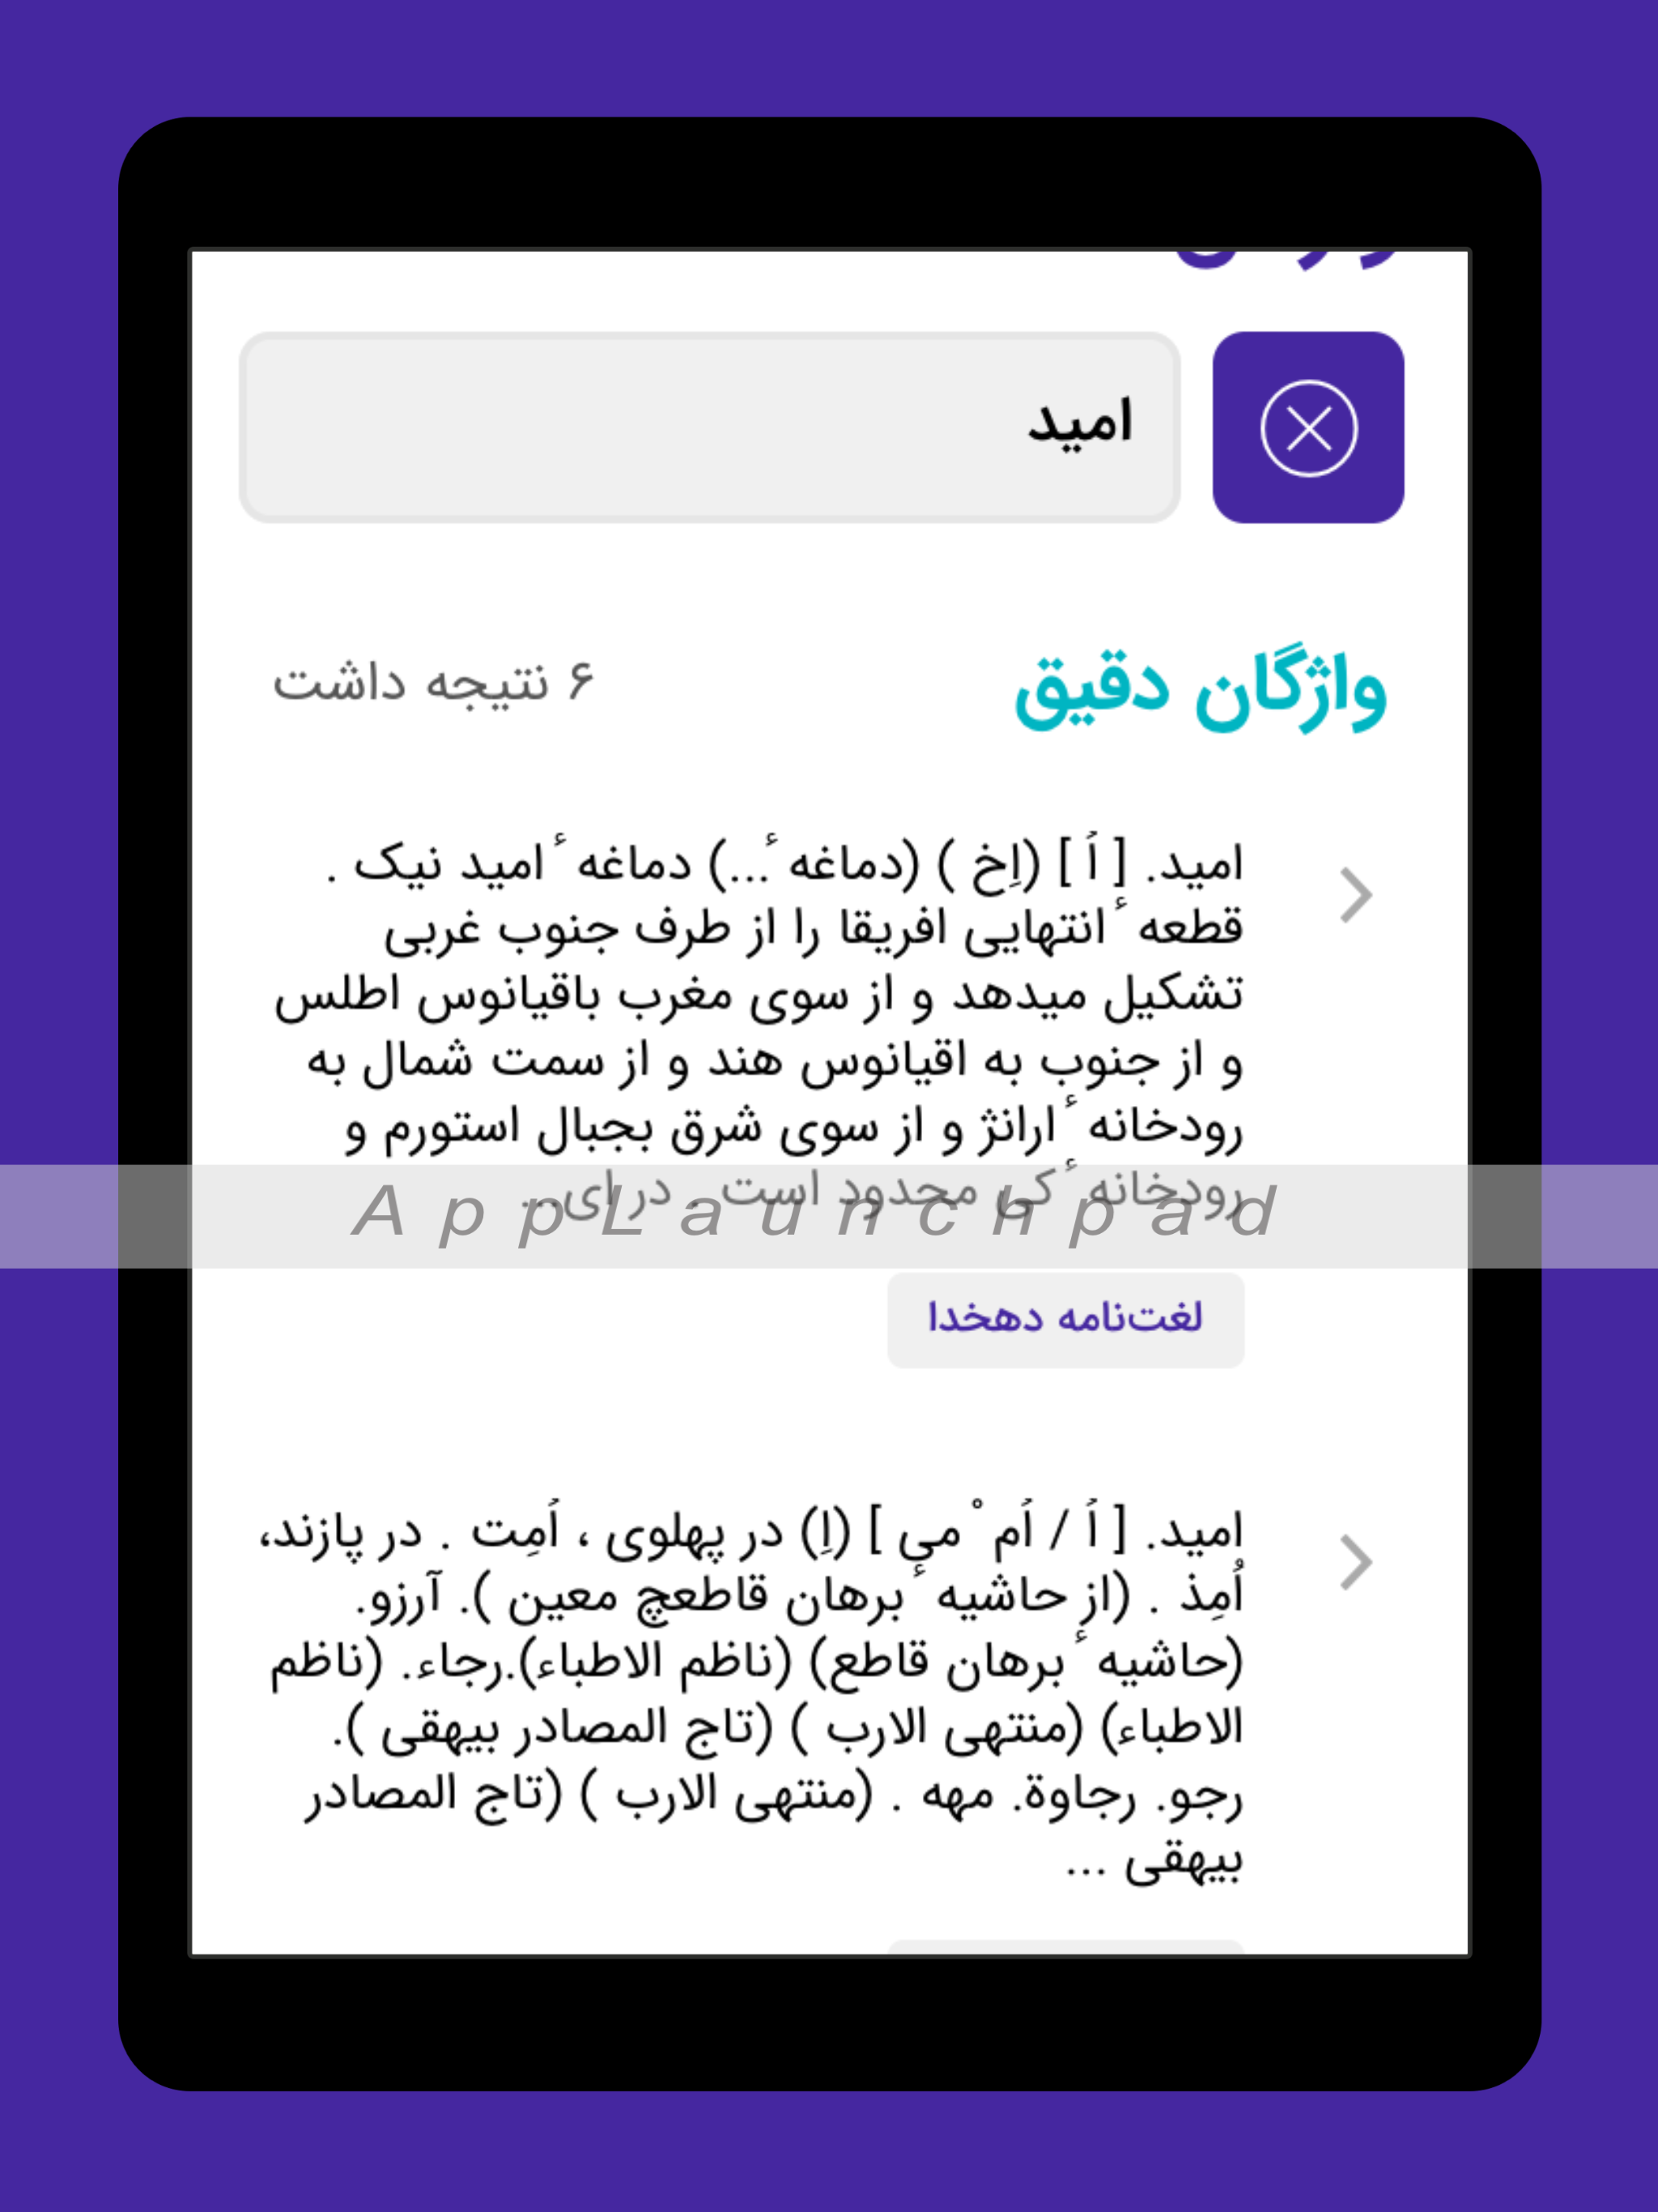 امید
واژگان دقیق
۶ نتیجه داشت
امید. [ اُ ] (اِخ ) (دماغه ٔ...) دماغه ٔ امید نیک .
قطعه ٔ انتهایی افریقا را از طرف جنوب غربی
تشکیل میدهد و از سوی مغرب باقیانوس اطلس
و از جنوب به اقیانوس هند و از سمت شمال به
رودخانه ٔ ارانژ و از سوی شرق بجبال استورم و
رودخانه ٔ کی محدود است . در ای...
AppLaunchpad
لغت‌نامه دهخدا
امید. [ اُ / اُم ْ می ] (اِ) در پهلوی ، اُمِت . در پازند،
اُمِذ . (از حاشیه ٔ برهان قاطعچ معین ). آرزو.
(حاشیه ٔ برهان قاطع) (ناظم الاطباء).رجاء. (ناظم
الاطباء) (منتهی الارب ) (تاج المصادر بیهقی ).
رجو. رجاوة. مهه . (منتهی الارب ) (تاج المصادر
بیهقی ...